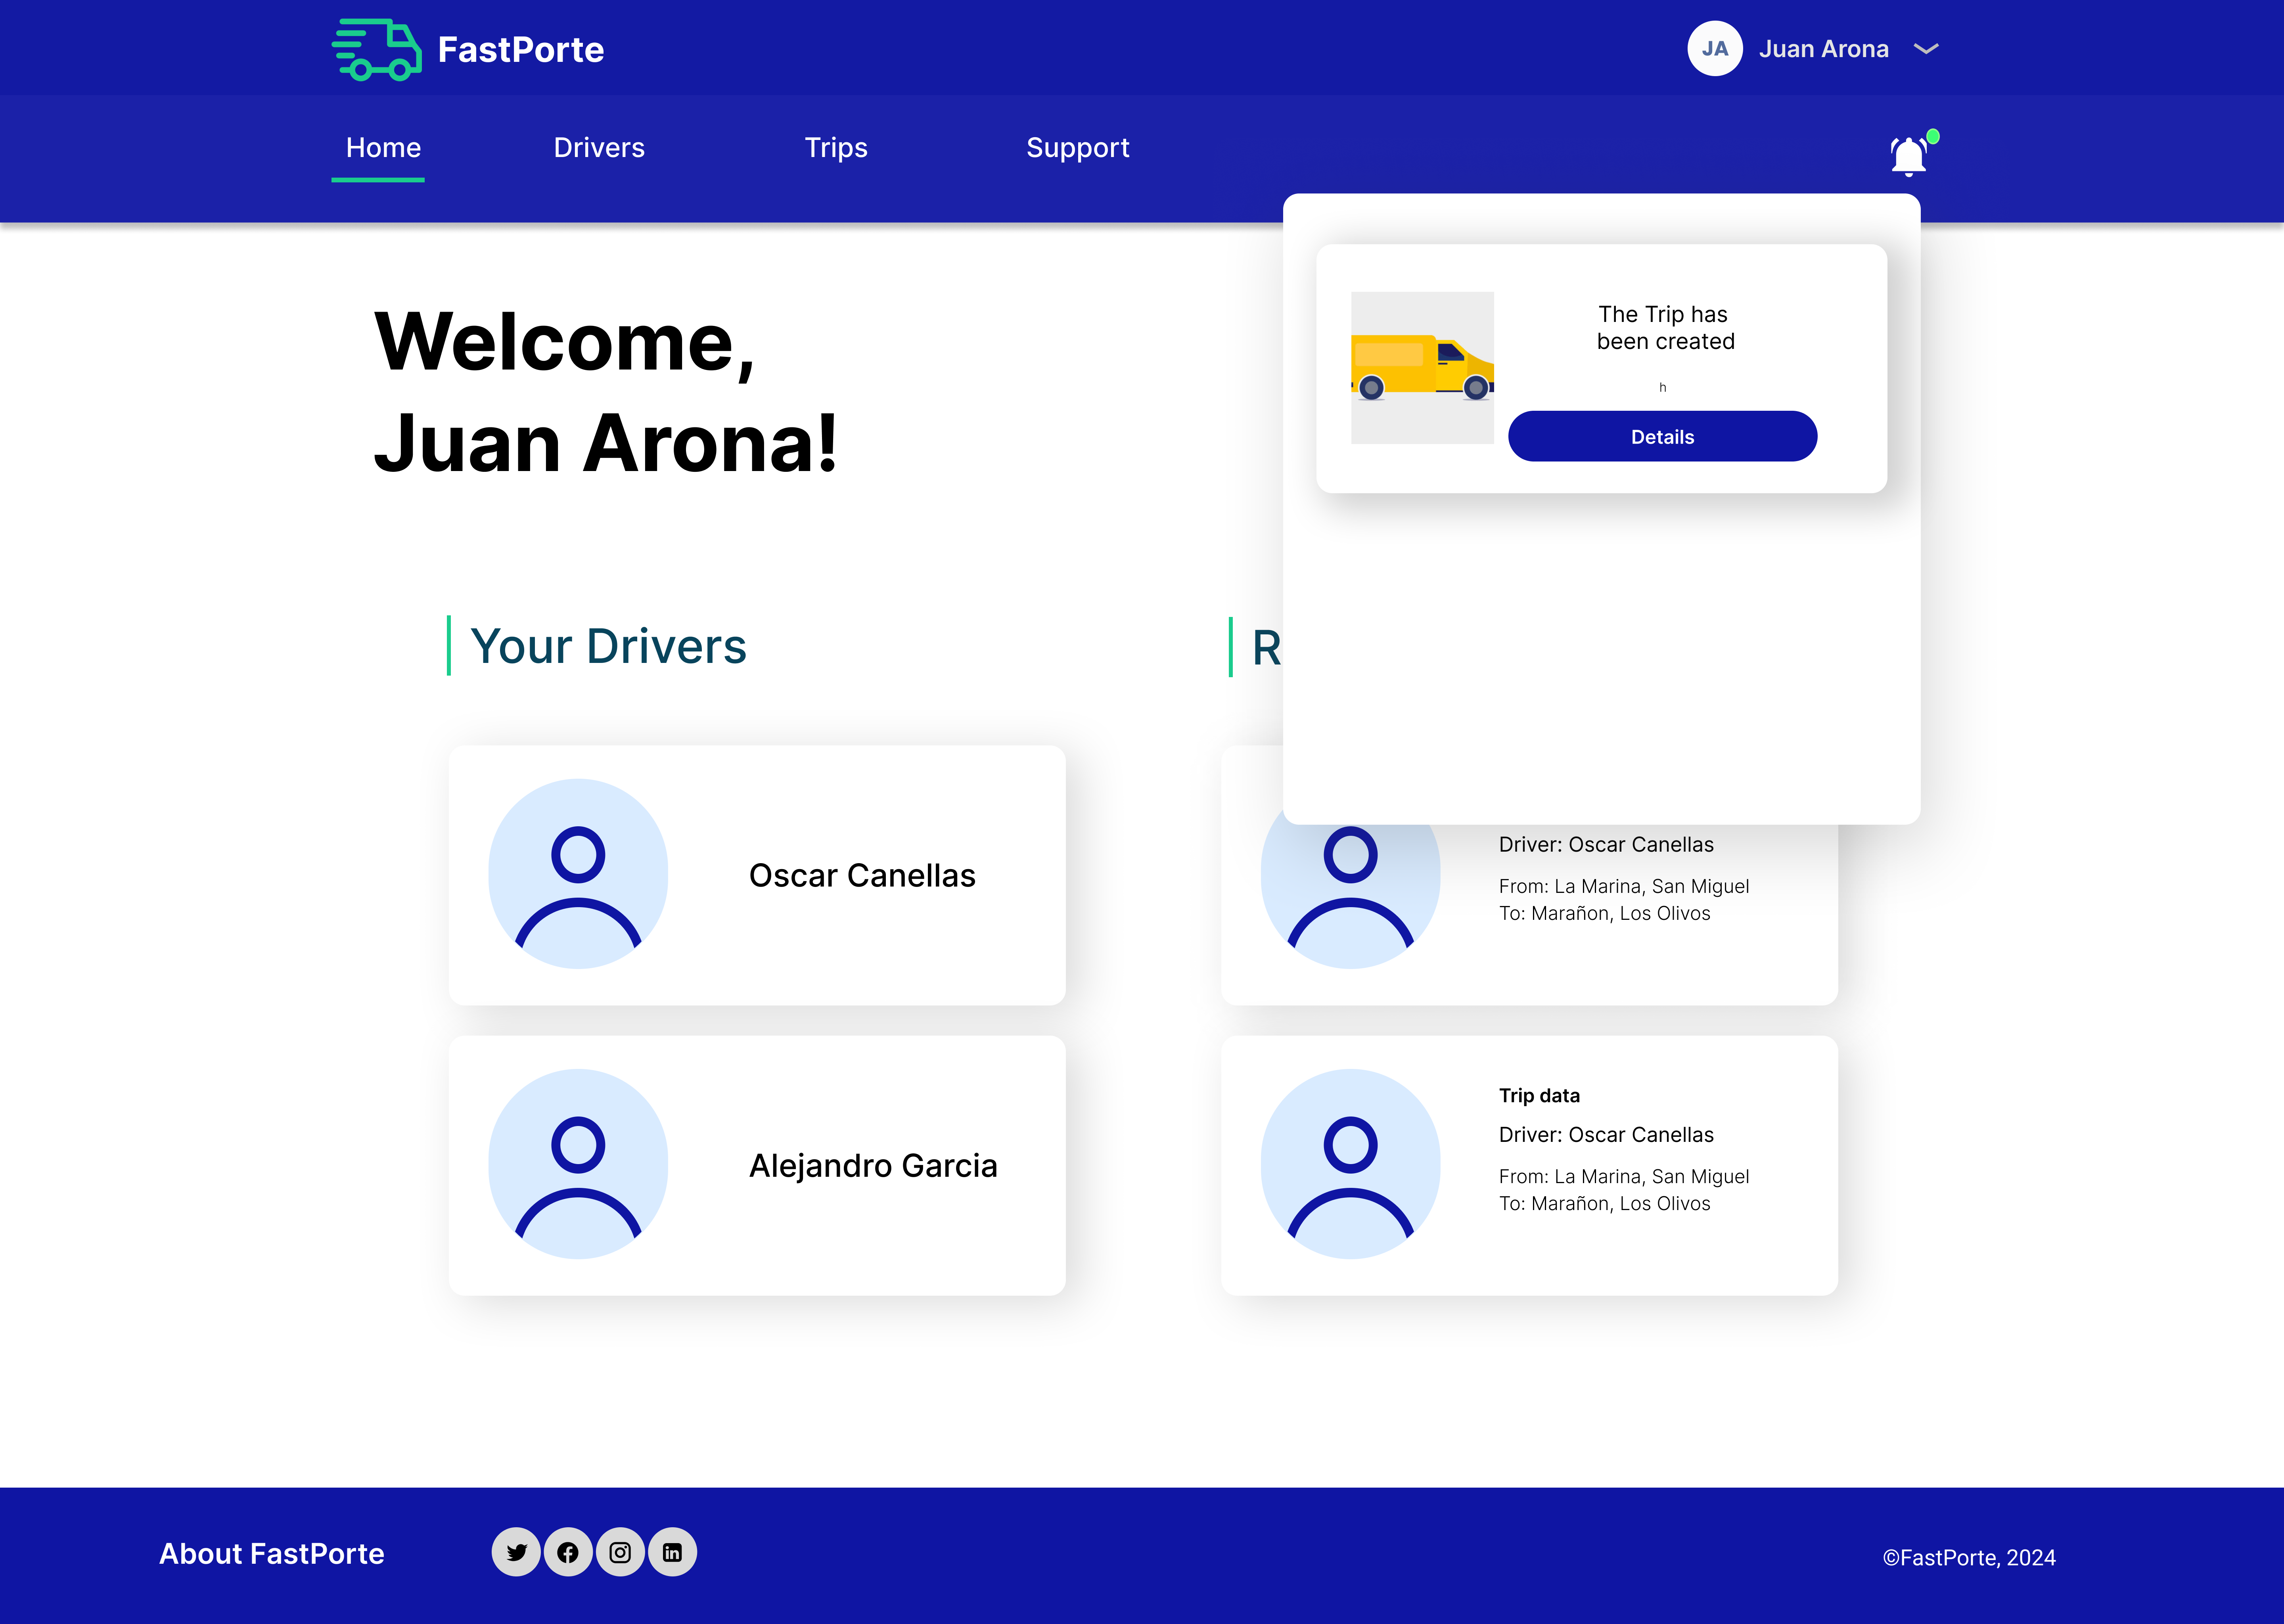 FastPorte
JA
Juan Arona
Home
Drivers
Trips
Support
The Trip has
been created
h
Details
Welcome,
Juan Arona!
Your Drivers
R
Oscar Canellas
Alejandro Garcia
Driver: Oscar Canellas
From: La Marina, San Miguel
To: Marañon, Los Olivos
Trip data
Driver: Oscar Canellas
From: La Marina, San Miguel
To: Marañon, Los Olivos
About FastPorte
©FastPorte, 2024